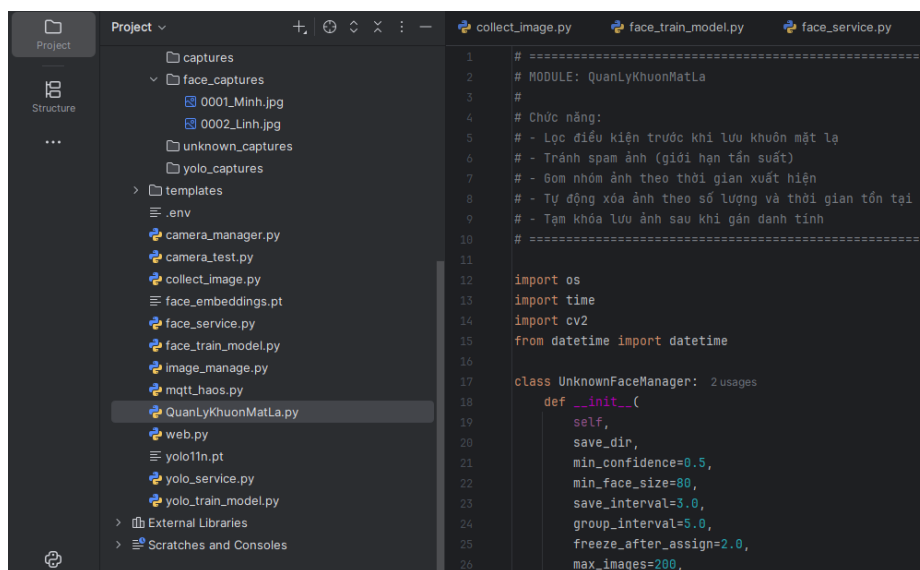 Project
Structure
Project
captures
face_captures
0001_Minh.jpg
0002_Linh.jpg
unknown_captures
yolo_captures
templates
.env
camera_manager.py
camera_test.py
collect_image.py
face_embeddings.pt
face_service.py
face_train_model.py
image_manage.py
mqtt_haos.py
QuanLyKhuonMatLa.py
web.py
yolo11n.pt
yolo_service.py
yolo_train_model.py
External Libraries
Scratches and Consoles
collect_image.py face_train_model.py face_service.py
1 # =====================================================
2 # MODULE: QuanLyKhuonMatLa
3 #
4 # Chức năng:
5 # - Lọc điều kiện trước khi lưu khuôn mặt lạ
6 # - Tránh spam ảnh (giới hạn tần suất)
7 # - Gom nhóm ảnh theo thời gian xuất hiện
8 # - Tự động xóa ảnh theo số lượng và thời gian tồn tại
9 # - Tạm khóa lưu ảnh sau khi gán danh tính
10 # =====================================================
11
12 import os
13 import time
14 import cv2
15 from datetime import datetime
16
17 class UnknownFaceManager: 2 usages
18 def __init__(
19 self,
20 save_dir,
21 min_confidence=0.5,
22 min_face_size=80,
23 save_interval=3.0,
24 group_interval=5.0,
25 freeze_after_assign=2.0,
26 max_images=200,